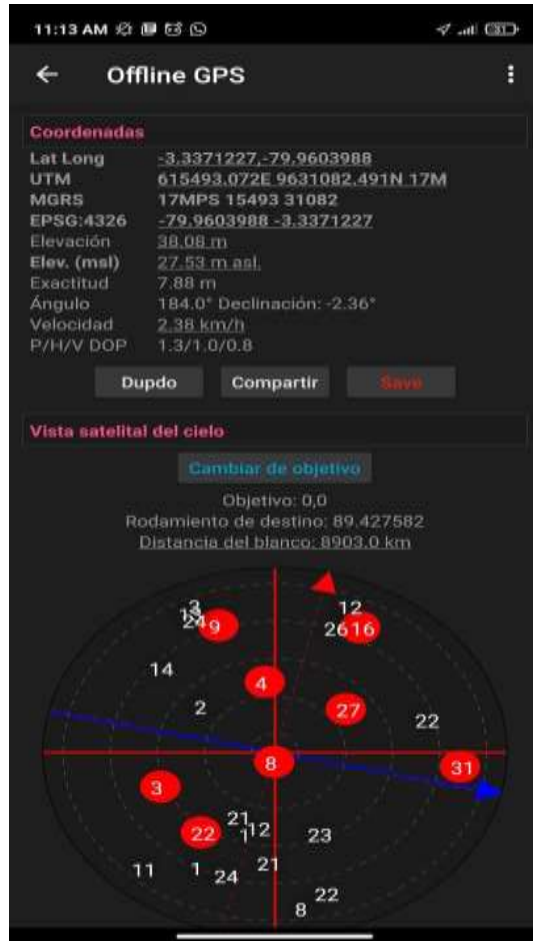 11:13 AM
31
Offline GPS
Coordenadas
Lat Long -3.3371227,-79.9603988
UTM 615493.072E 9631082.491N 17M
MGRS 17MPS 15493 31082
EPSG:4326 -79.9603988 -3.3371227
Elevación 38.08 m
Elev. (msl) 27.53 m asl.
Exactitud 7.88 m
Ángulo 184.0° Declinación: -2.36°
Velocidad 2.38 km/h
P/H/V DOP 1.3/1.0/0.8
Dupdo Compartir Save
Vista satelital del cielo
Cambiar de objetivo
Objetivo: 0,0
Rodamiento de destino: 89.427582
Distancia del blanco: 8903.0 km
3 12
24 9 26 16
14
4
2 27 22
8 31
3
22 21 1 12 23
11 1 24 21
22
8